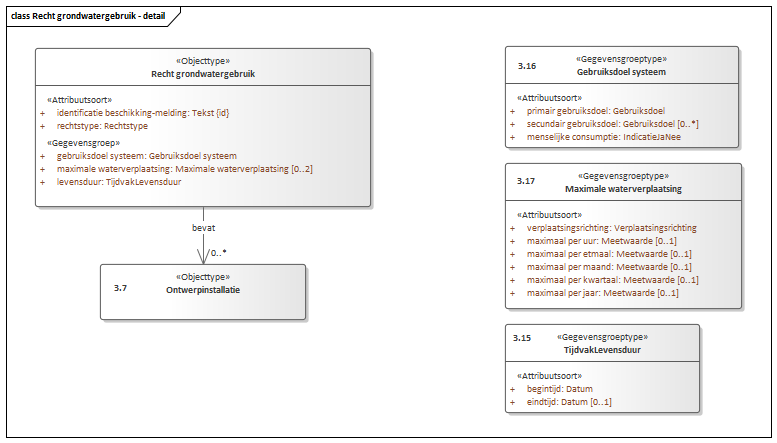 class Recht grondwatergebruik - detail
«Objecttype»
Recht grondwatergebruik
«Attribuutsoort»
+ identificatie beschikking-melding: Tekst {id}
+ rechtstype: Rechtstype
«Gegevensgroep»
+ gebruiksdoel systeem: Gebruiksdoel systeem
+ maximale waterverplaatsing: Maximale waterverplaatsing [0..2]
+ levensduur: TijdvakLevensduur
bevat
0..*
«Objecttype»
3.7
Ontwerpinstallatie
3.16
«Gegevensgroeptype»
Gebruiksdoel systeem
«Attribuutsoort»
+ primair gebruiksdoel: Gebruiksdoel
+ secundair gebruiksdoel: Gebruiksdoel [0..*]
+ menselijke consumptie: IndicatieJaNee
3.17
«Gegevensgroeptype»
Maximale waterverplaatsing
«Attribuutsoort»
+ verplaatsingsrichting: Verplaatsingsrichting
+ maximaal per uur: Meetwaarde [0..1]
+ maximaal per etmaal: Meetwaarde [0..1]
+ maximaal per maand: Meetwaarde [0..1]
+ maximaal per kwartaal: Meetwaarde [0..1]
+ maximaal per jaar: Meetwaarde [0..1]
3.15
«Gegevensgroeptype»
TijdvakLevensduur
«Attribuutsoort»
+ begintijd: Datum
+ eindtijd: Datum [0..1]